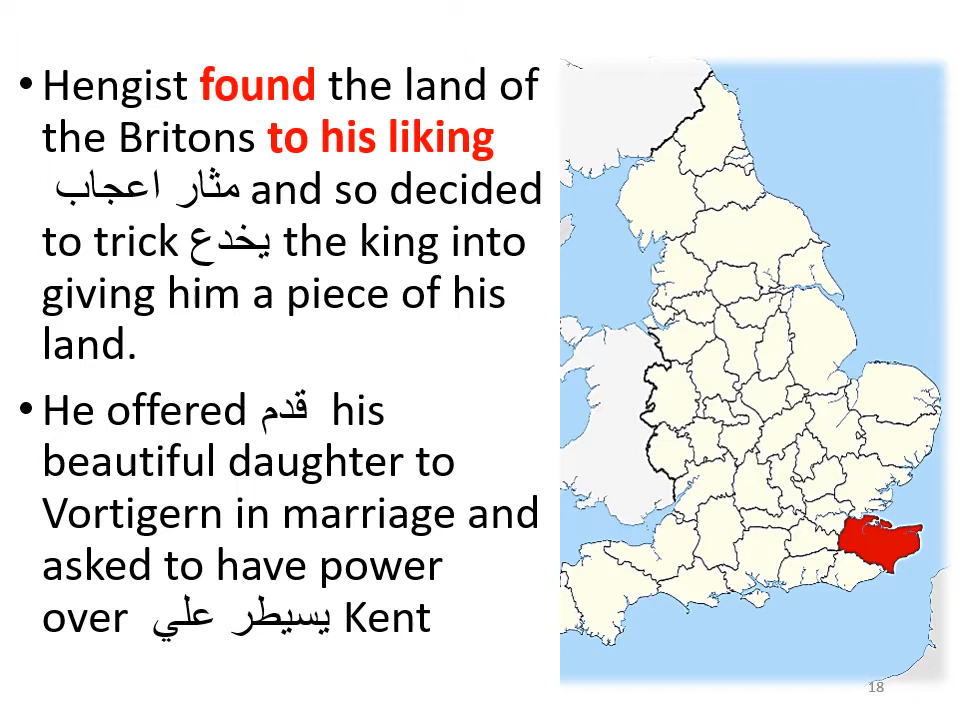 • Hengist found the land of
the Britons to his liking
مثار اعجاب and so decided
to trick يخدع the king into
giving him a piece of his
land.
• He offered قدم his
beautiful daughter to
Vortigern in marriage and
asked to have power
over يسيطر علي Kent
18